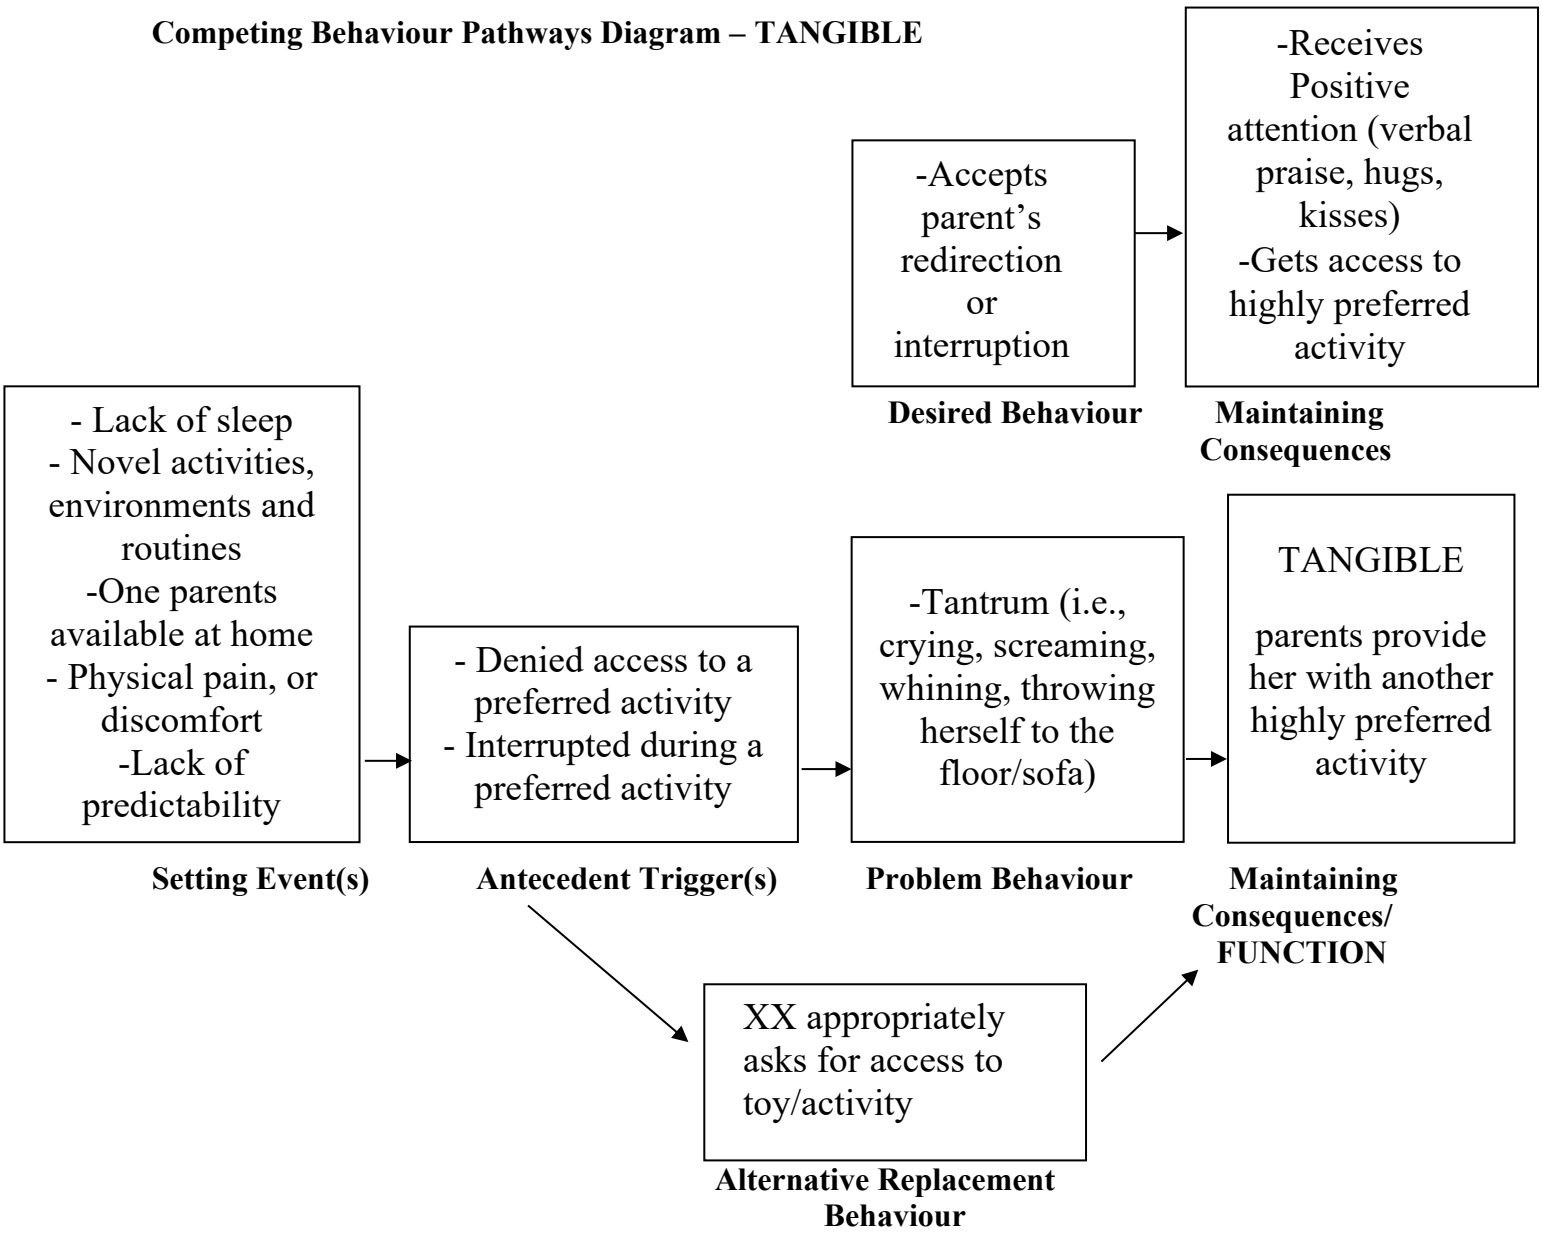 Competing Behaviour Pathways Diagram – TANGIBLE
-Receives
Positive
attention (verbal
praise, hugs,
kisses)
-Gets access to
highly preferred
activity
-Accepts
parent’s
redirection
or
interruption
Desired Behaviour
Maintaining
Consequences
- Lack of sleep
- Novel activities,
environments and
routines
-One parents
available at home
- Physical pain, or
discomfort
-Lack of
predictability
- Denied access to a
preferred activity
- Interrupted during a
preferred activity
-Tantrum (i.e.,
crying, screaming,
whining, throwing
herself to the
floor/sofa)
TANGIBLE
parents provide
her with another
highly preferred
activity
Setting Event(s)
Antecedent Trigger(s)
Problem Behaviour
Maintaining
Consequences/
FUNCTION
XX appropriately
asks for access to
toy/activity
Alternative Replacement
Behaviour